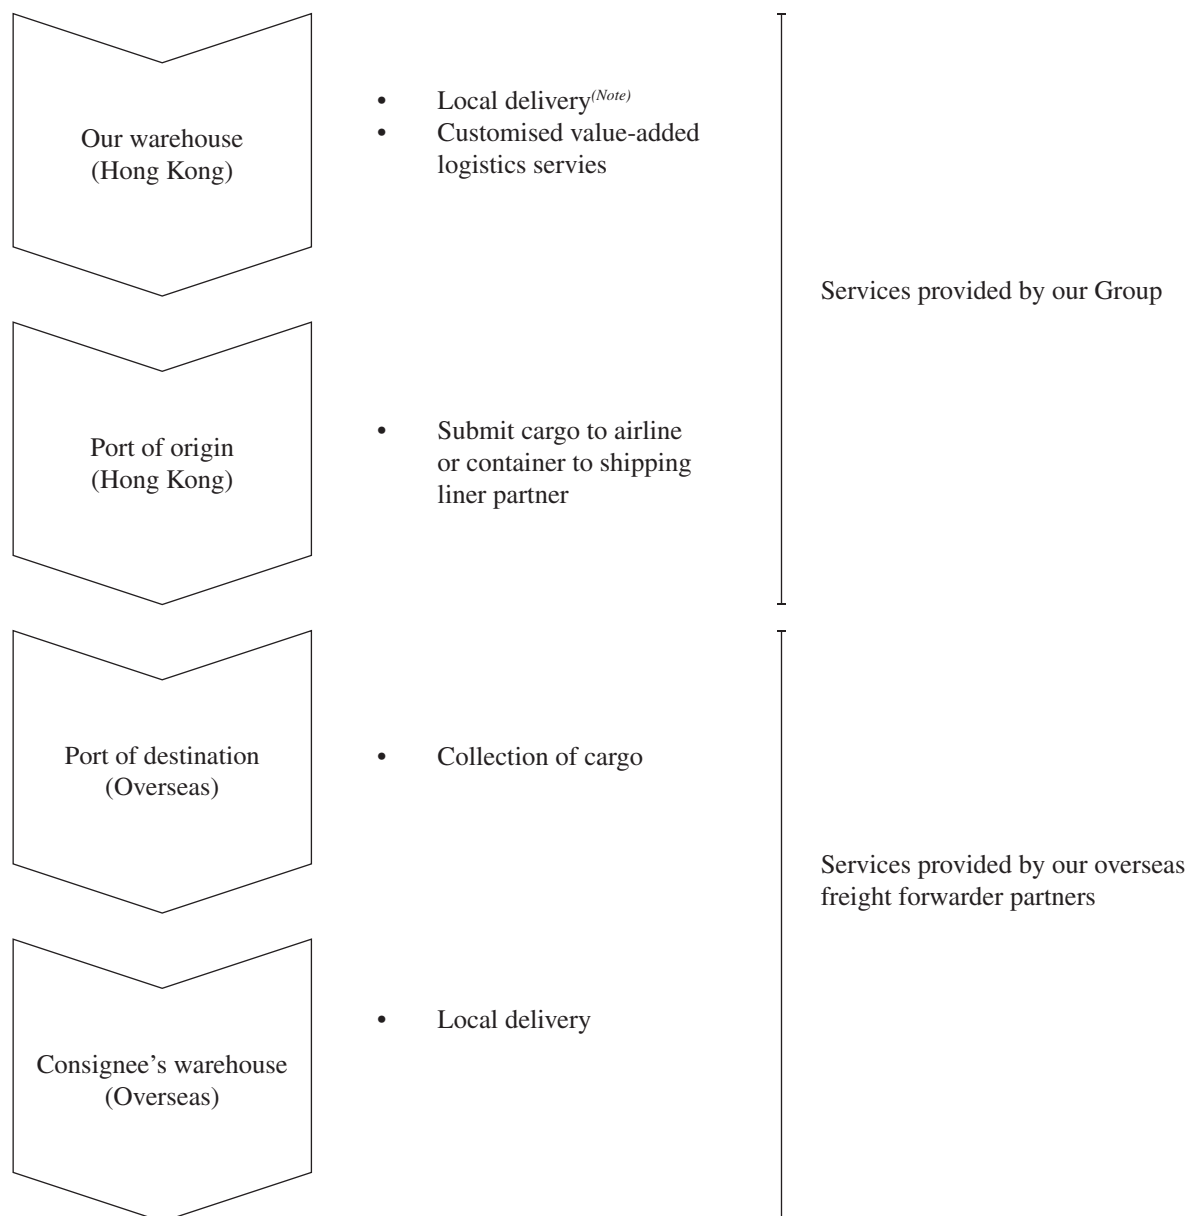 Our warehouse
(Hong Kong)
• Local delivery(Note)
• Customised value-added
logistics servies
Services provided by our Group
Port of origin
(Hong Kong)
• Submit cargo to airline
or container to shipping
liner partner
Port of destination
(Overseas)
• Collection of cargo
Services provided by our overseas
freight forwarder partners
Consignee’s warehouse
(Overseas)
• Local delivery